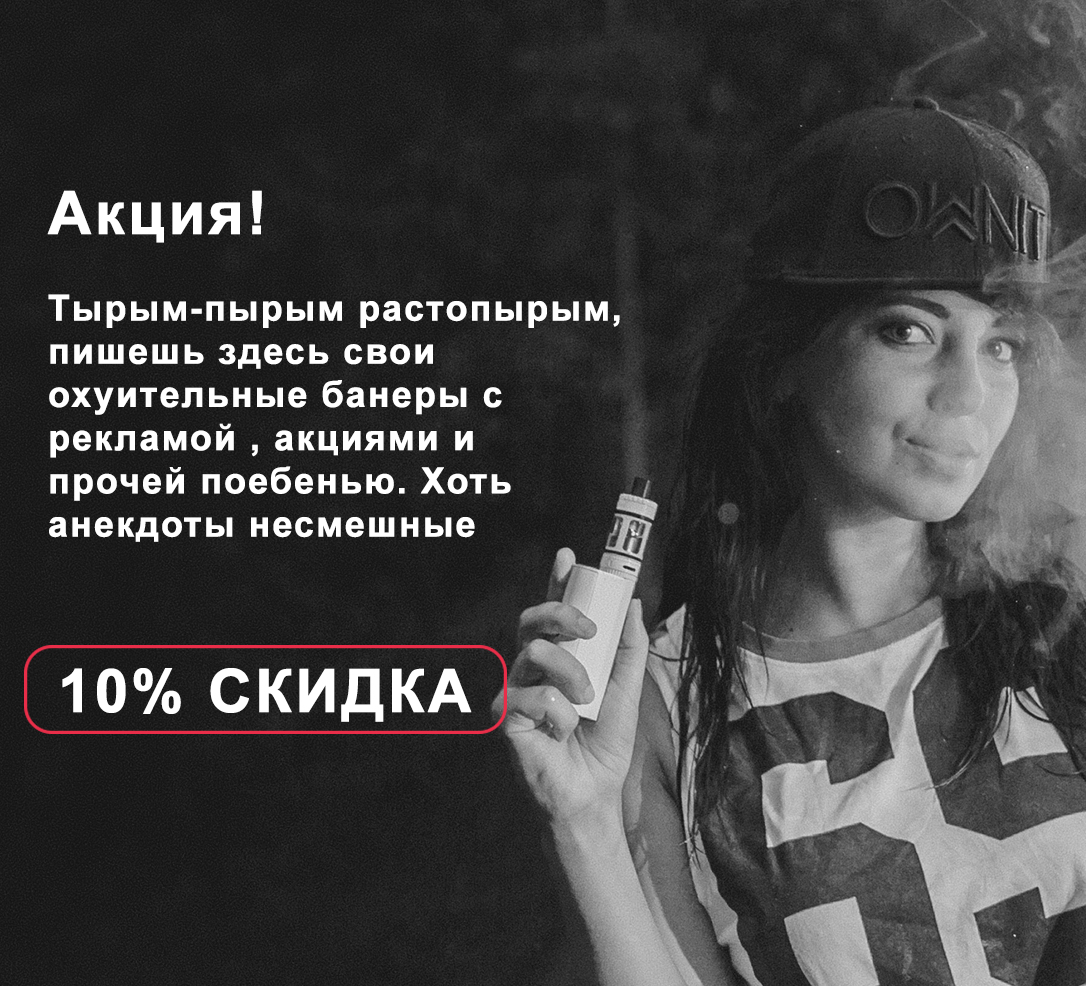 Акция!
Тырым-пырым растопырым,
пишешь здесь свои
охуительные банеры с
рекламой , акциями и
прочей поебенью. Хоть
анекдоты несмешные
10% СКИДКА
OWNIT